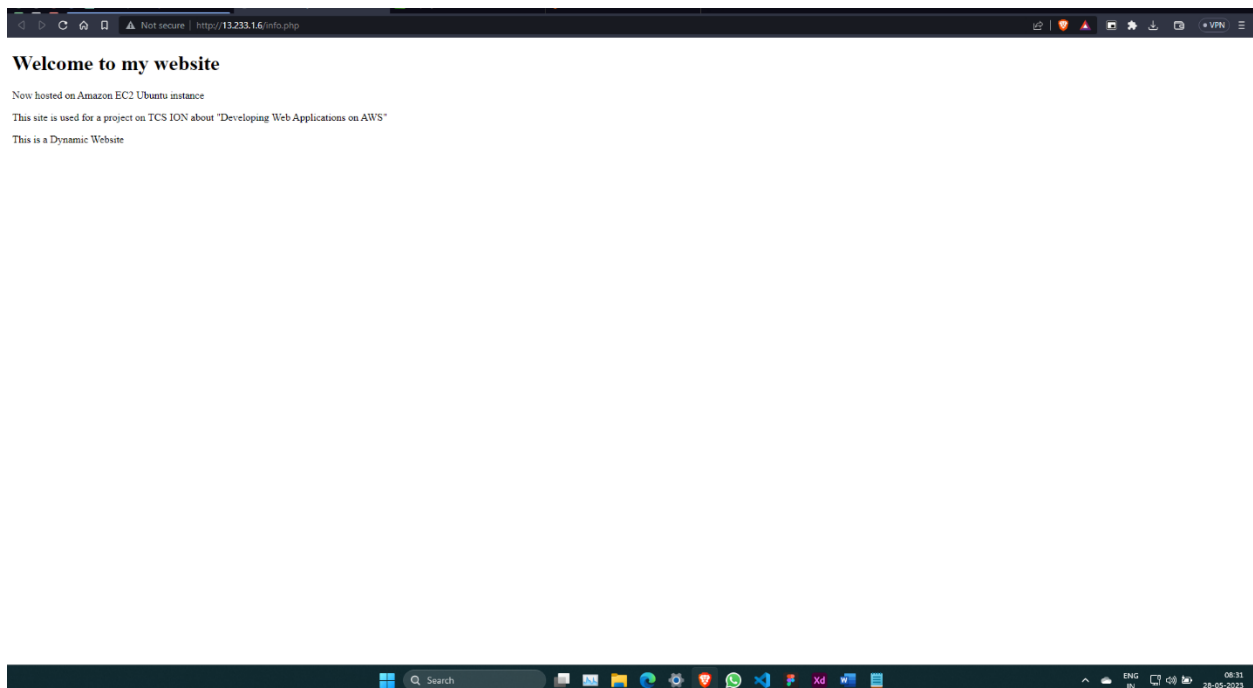 Not secure http://13.233.1.6/info.php
VPN
Welcome to my website
Now hosted on Amazon EC2 Ubuntu instance
This site is used for a project on TCS ION about "Developing Web Applications on AWS"
This is a Dynamic Website
Search
Xd
W
ENG
IN
08:31
28-05-2023